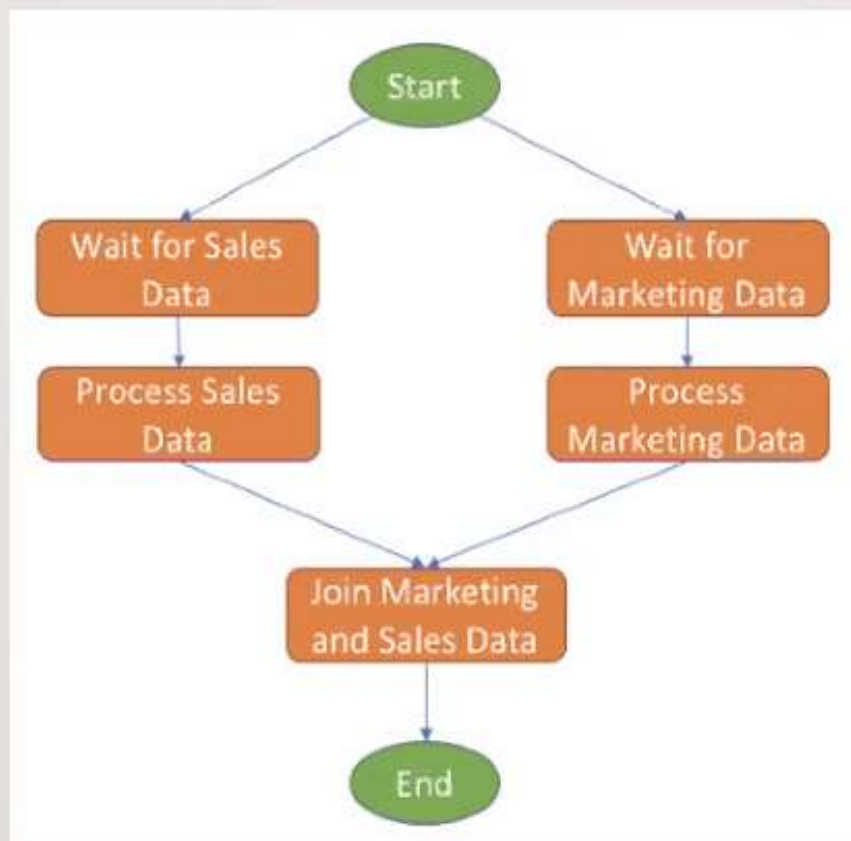 Start
Wait for Sales
Data
Wait for
Marketing Data
Process Sales
Data
Process
Marketing Data
Join Marketing
and Sales Data
End